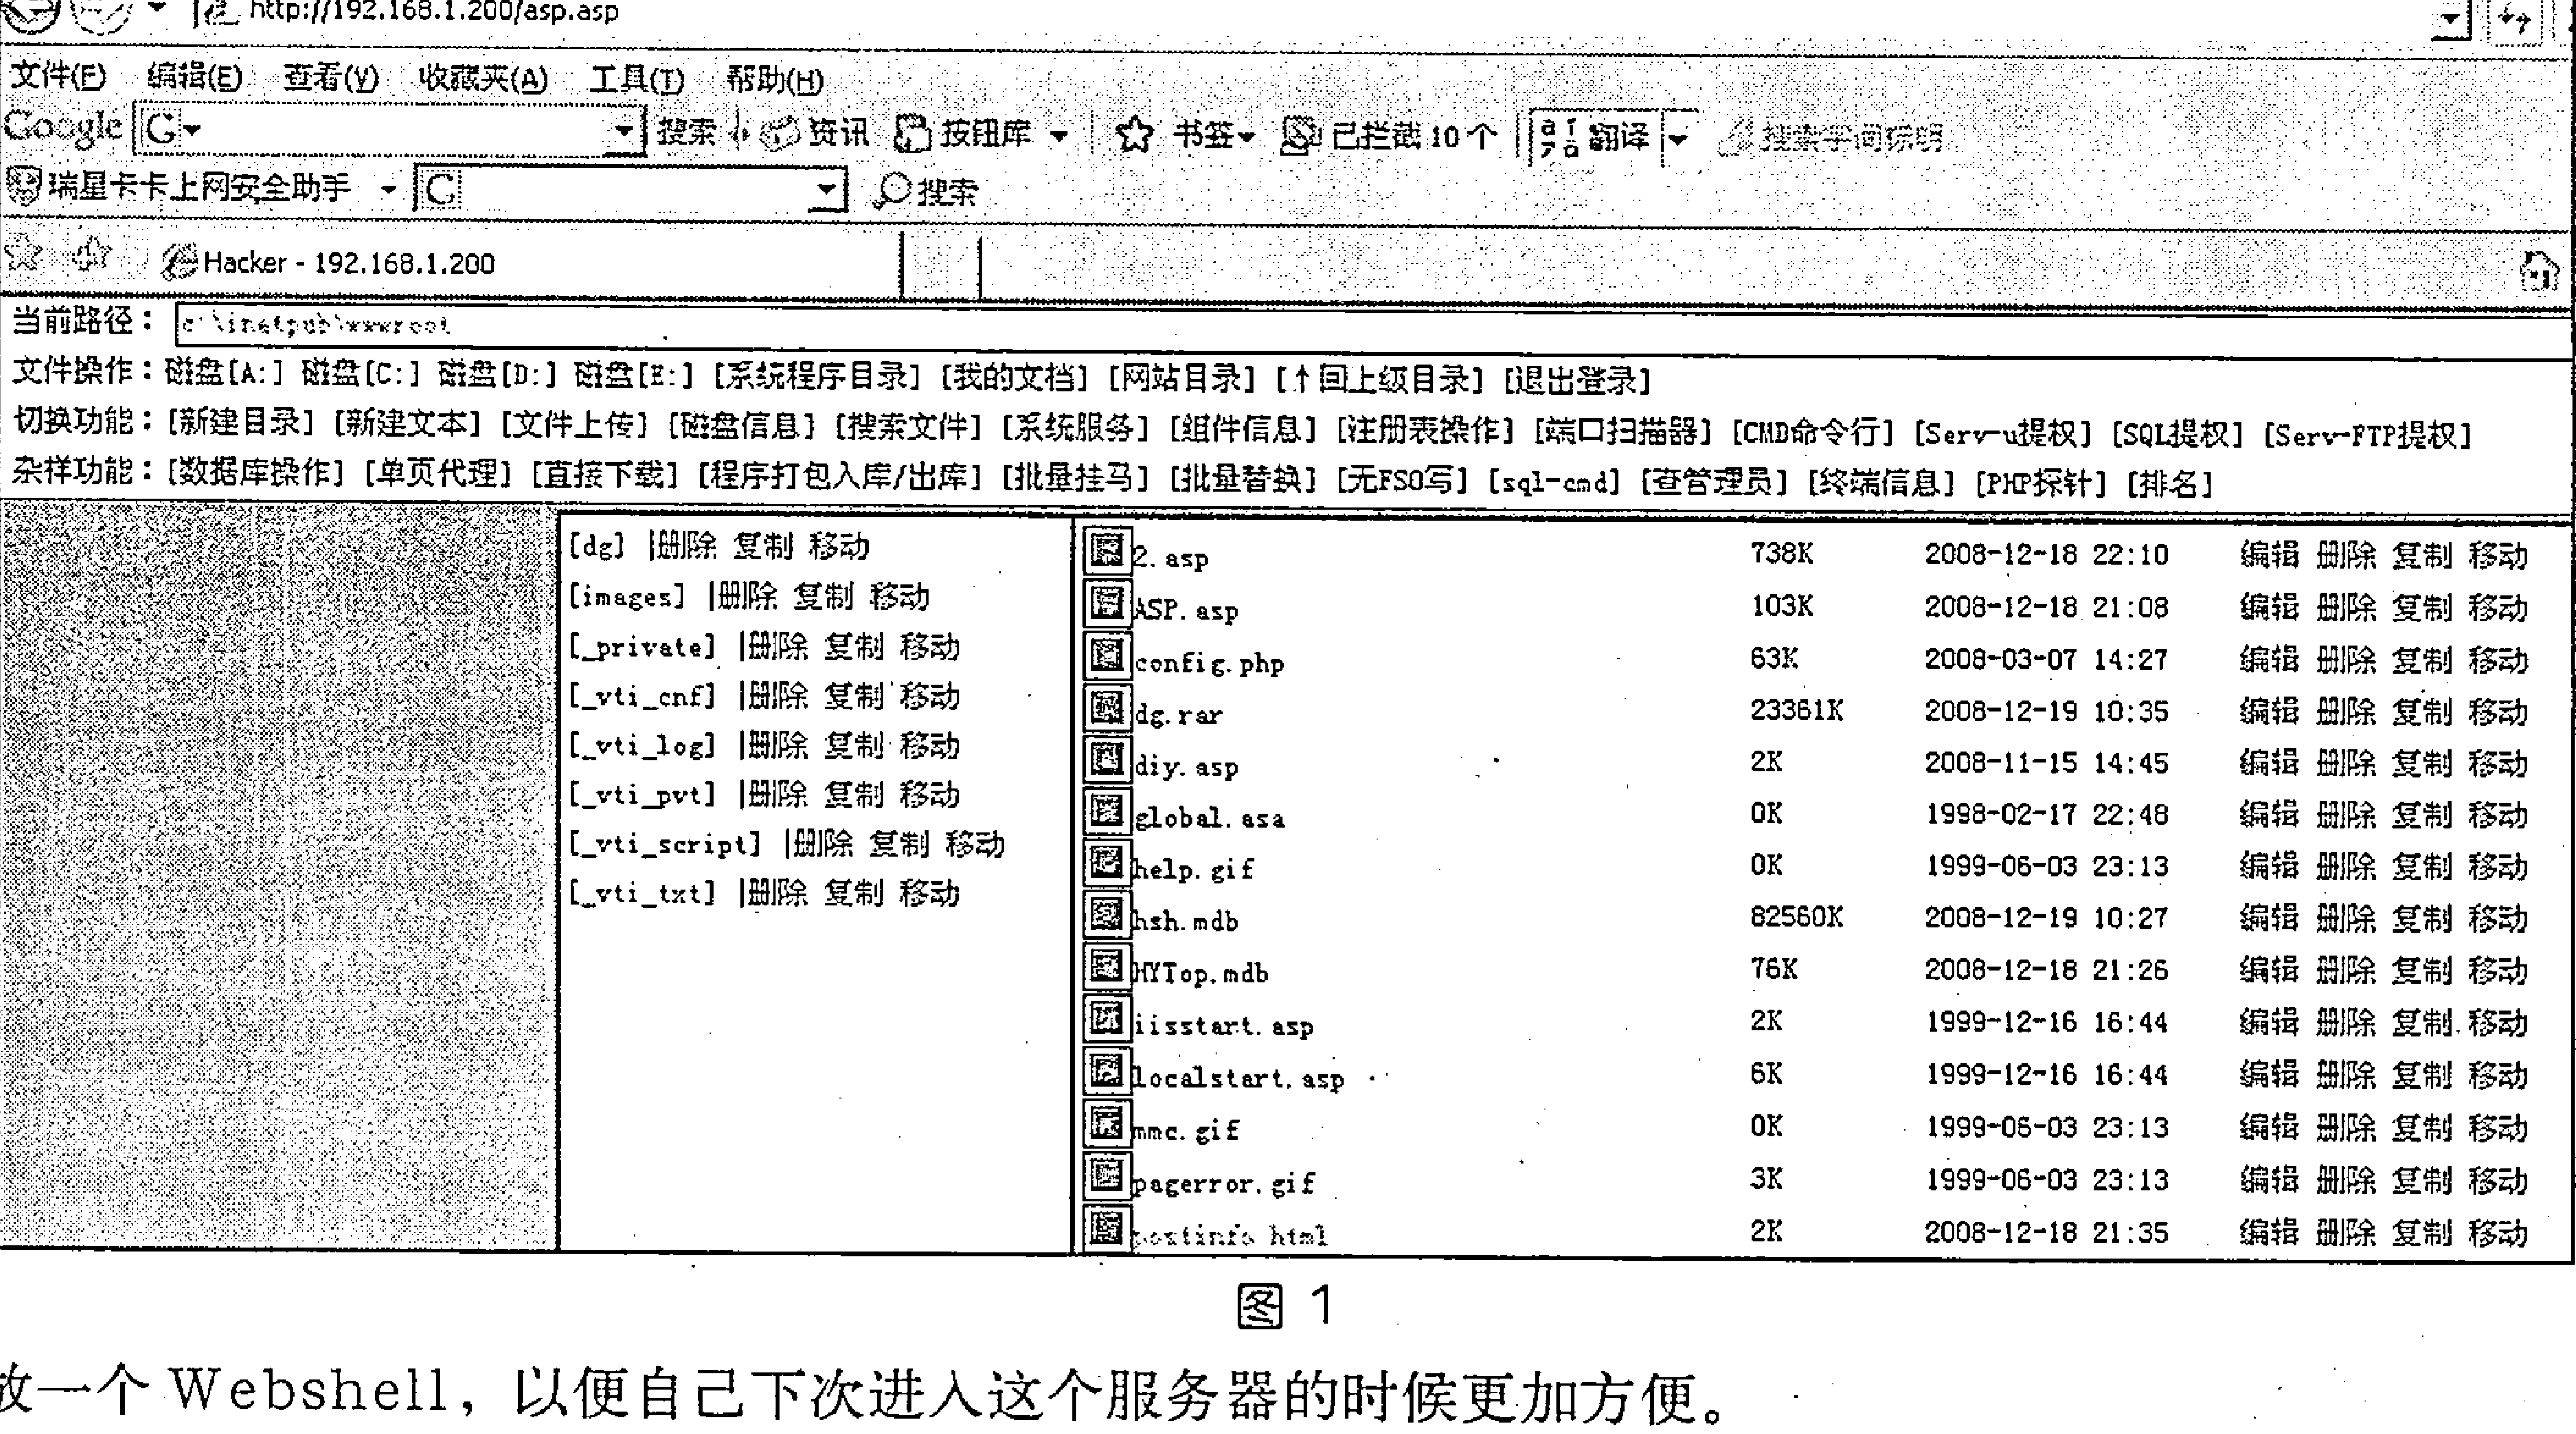 http://192.168.1.200/asp.asp
文件(F) 编辑(E) 查看(V) 收藏夹(A) 工具(T) 帮助(H)
Google 搜索 资讯 按钮库 书签 已拦截 10 个 翻译
瑞星卡卡上网安全助手 搜索
Hacker - 192.168.1.200
当前路径： c:\inetpub\wwwroot
文件操作：磁盘[A:] 磁盘[C:] 磁盘[D:] 磁盘[E:] [系统程序目录] [我的文档] [网站目录] [↑回上级目录] [退出登录]
切换功能：[新建目录] [新建文本] [文件上传] [磁盘信息] [搜索文件] [系统服务] [组件信息] [注册表操作] [端口扫描器] [CMD命令行] [Serv-u提权] [SQL提权] [Serv-FTP提权]
杂样功能：[数据库操作] [单页代理] [直接下载] [程序打包入库/出库] [批量挂马] [批量替换] [无FSO写] [sql-cmd] [查管理员] [终端信息] [PHP探针] [排名]
[dg] |删除 复制 移动
[images] |删除 复制 移动
[_private] |删除 复制 移动
[_vti_cnf] |删除 复制 移动
[_vti_log] |删除 复制 移动
[_vti_pvt] |删除 复制 移动
[_vti_script] |删除 复制 移动
[_vti_txt] |删除 复制 移动
2.asp 738K 2008-12-18 22:10 编辑 删除 复制 移动
ASP.asp 103K 2008-12-18 21:08 编辑 删除 复制 移动
config.php 63K 2008-03-07 14:27 编辑 删除 复制 移动
dg.rar 23361K 2008-12-19 10:35 编辑 删除 复制 移动
diy.asp 2K 2008-11-15 14:45 编辑 删除 复制 移动
global.asa 0K 1998-02-17 22:48 编辑 删除 复制 移动
help.gif 0K 1999-06-03 23:13 编辑 删除 复制 移动
hsh.mdb 82560K 2008-12-19 10:27 编辑 删除 复制 移动
HYTop.mdb 76K 2008-12-18 21:26 编辑 删除 复制 移动
iisstart.asp 2K 1999-12-16 16:44 编辑 删除 复制 移动
localstart.asp 6K 1999-12-16 16:44 编辑 删除 复制 移动
mmc.gif 0K 1999-06-03 23:13 编辑 删除 复制 移动
pagerror.gif 3K 1999-06-03 23:13 编辑 删除 复制 移动
postinfo.html 2K 2008-12-18 21:35 编辑 删除 复制 移动
图 1
放一个 Webshell，以便自己下次进入这个服务器的时候更加方便。